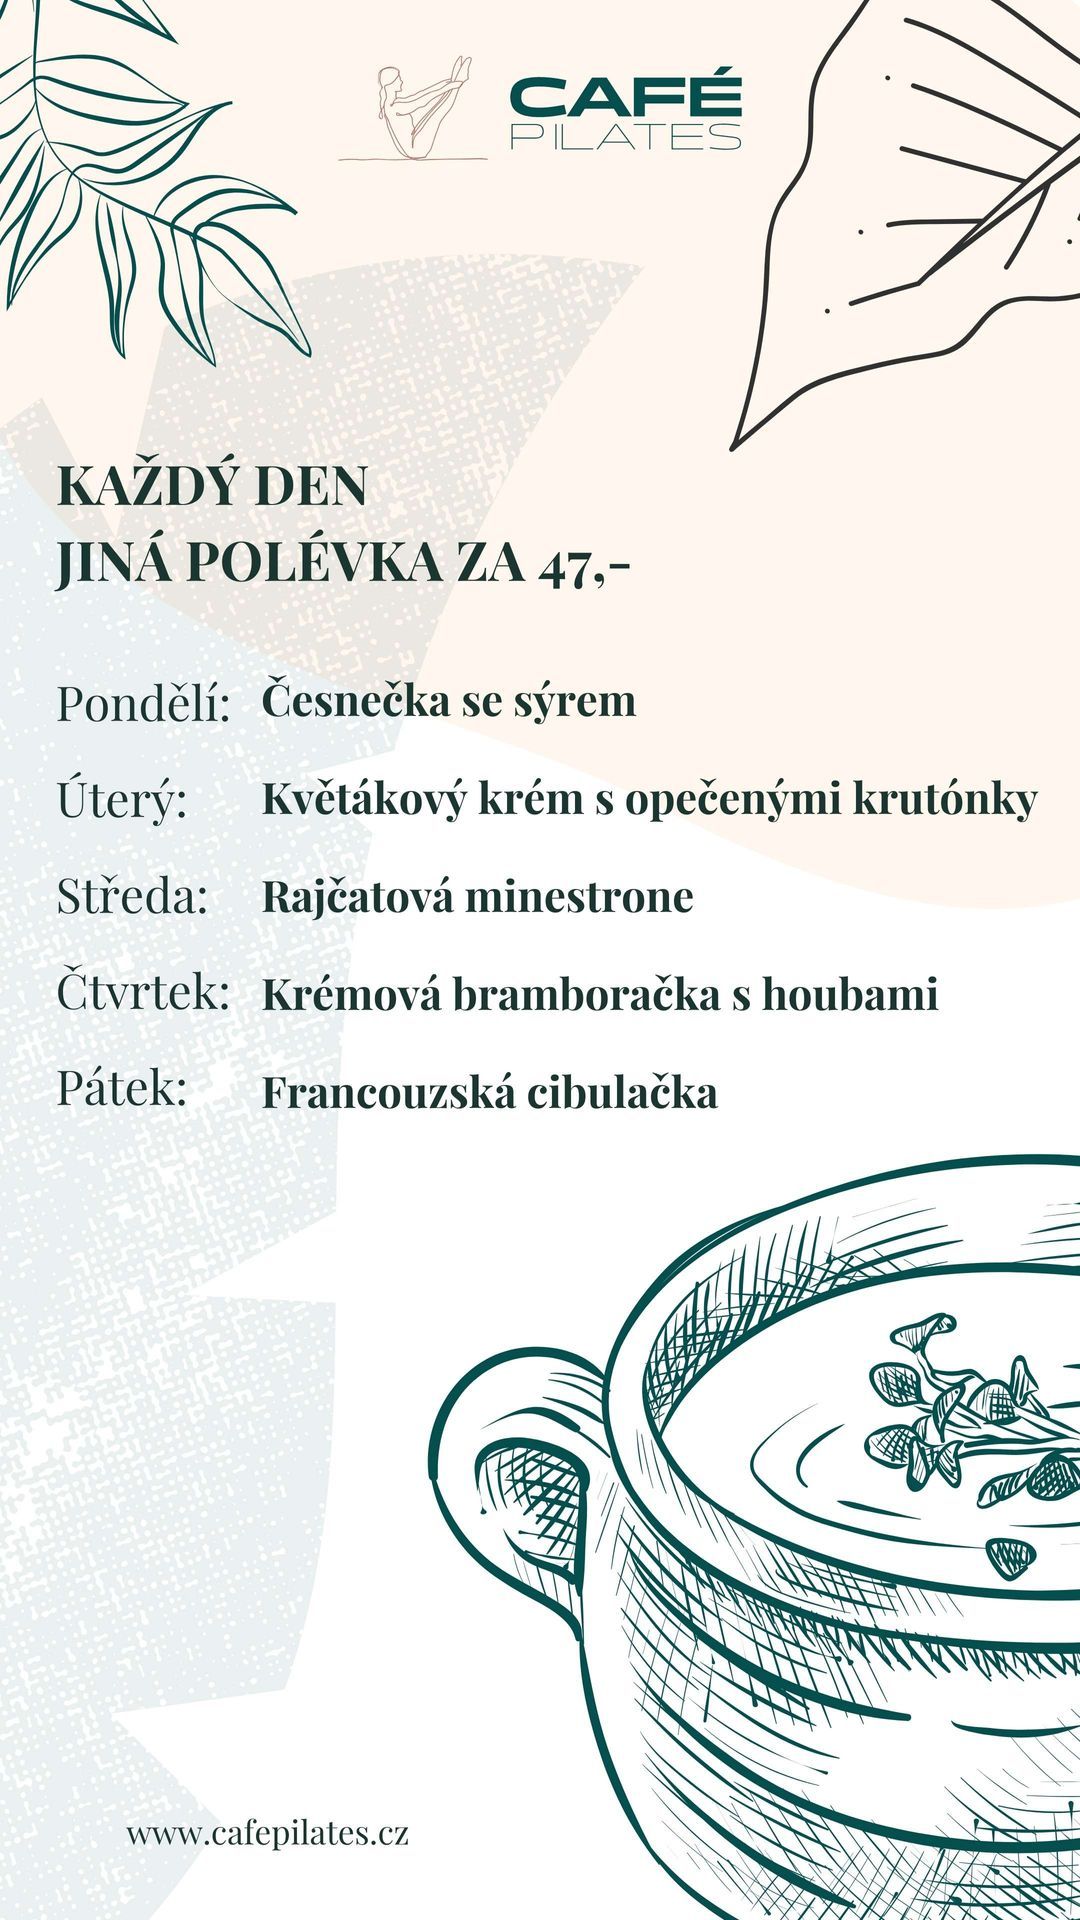 CAFÉ
PILATES
KAŽDÝ DEN
JINÁ POLÉVKA ZA 47,-
Pondělí: Česnečka se sýrem
Úterý: Květákový krém s opečenými krutónky
Středa: Rajčatová minestrone
Čtvrtek: Krémová bramboračka s houbami
Pátek: Francouzská cibulačka
www.cafepilates.cz